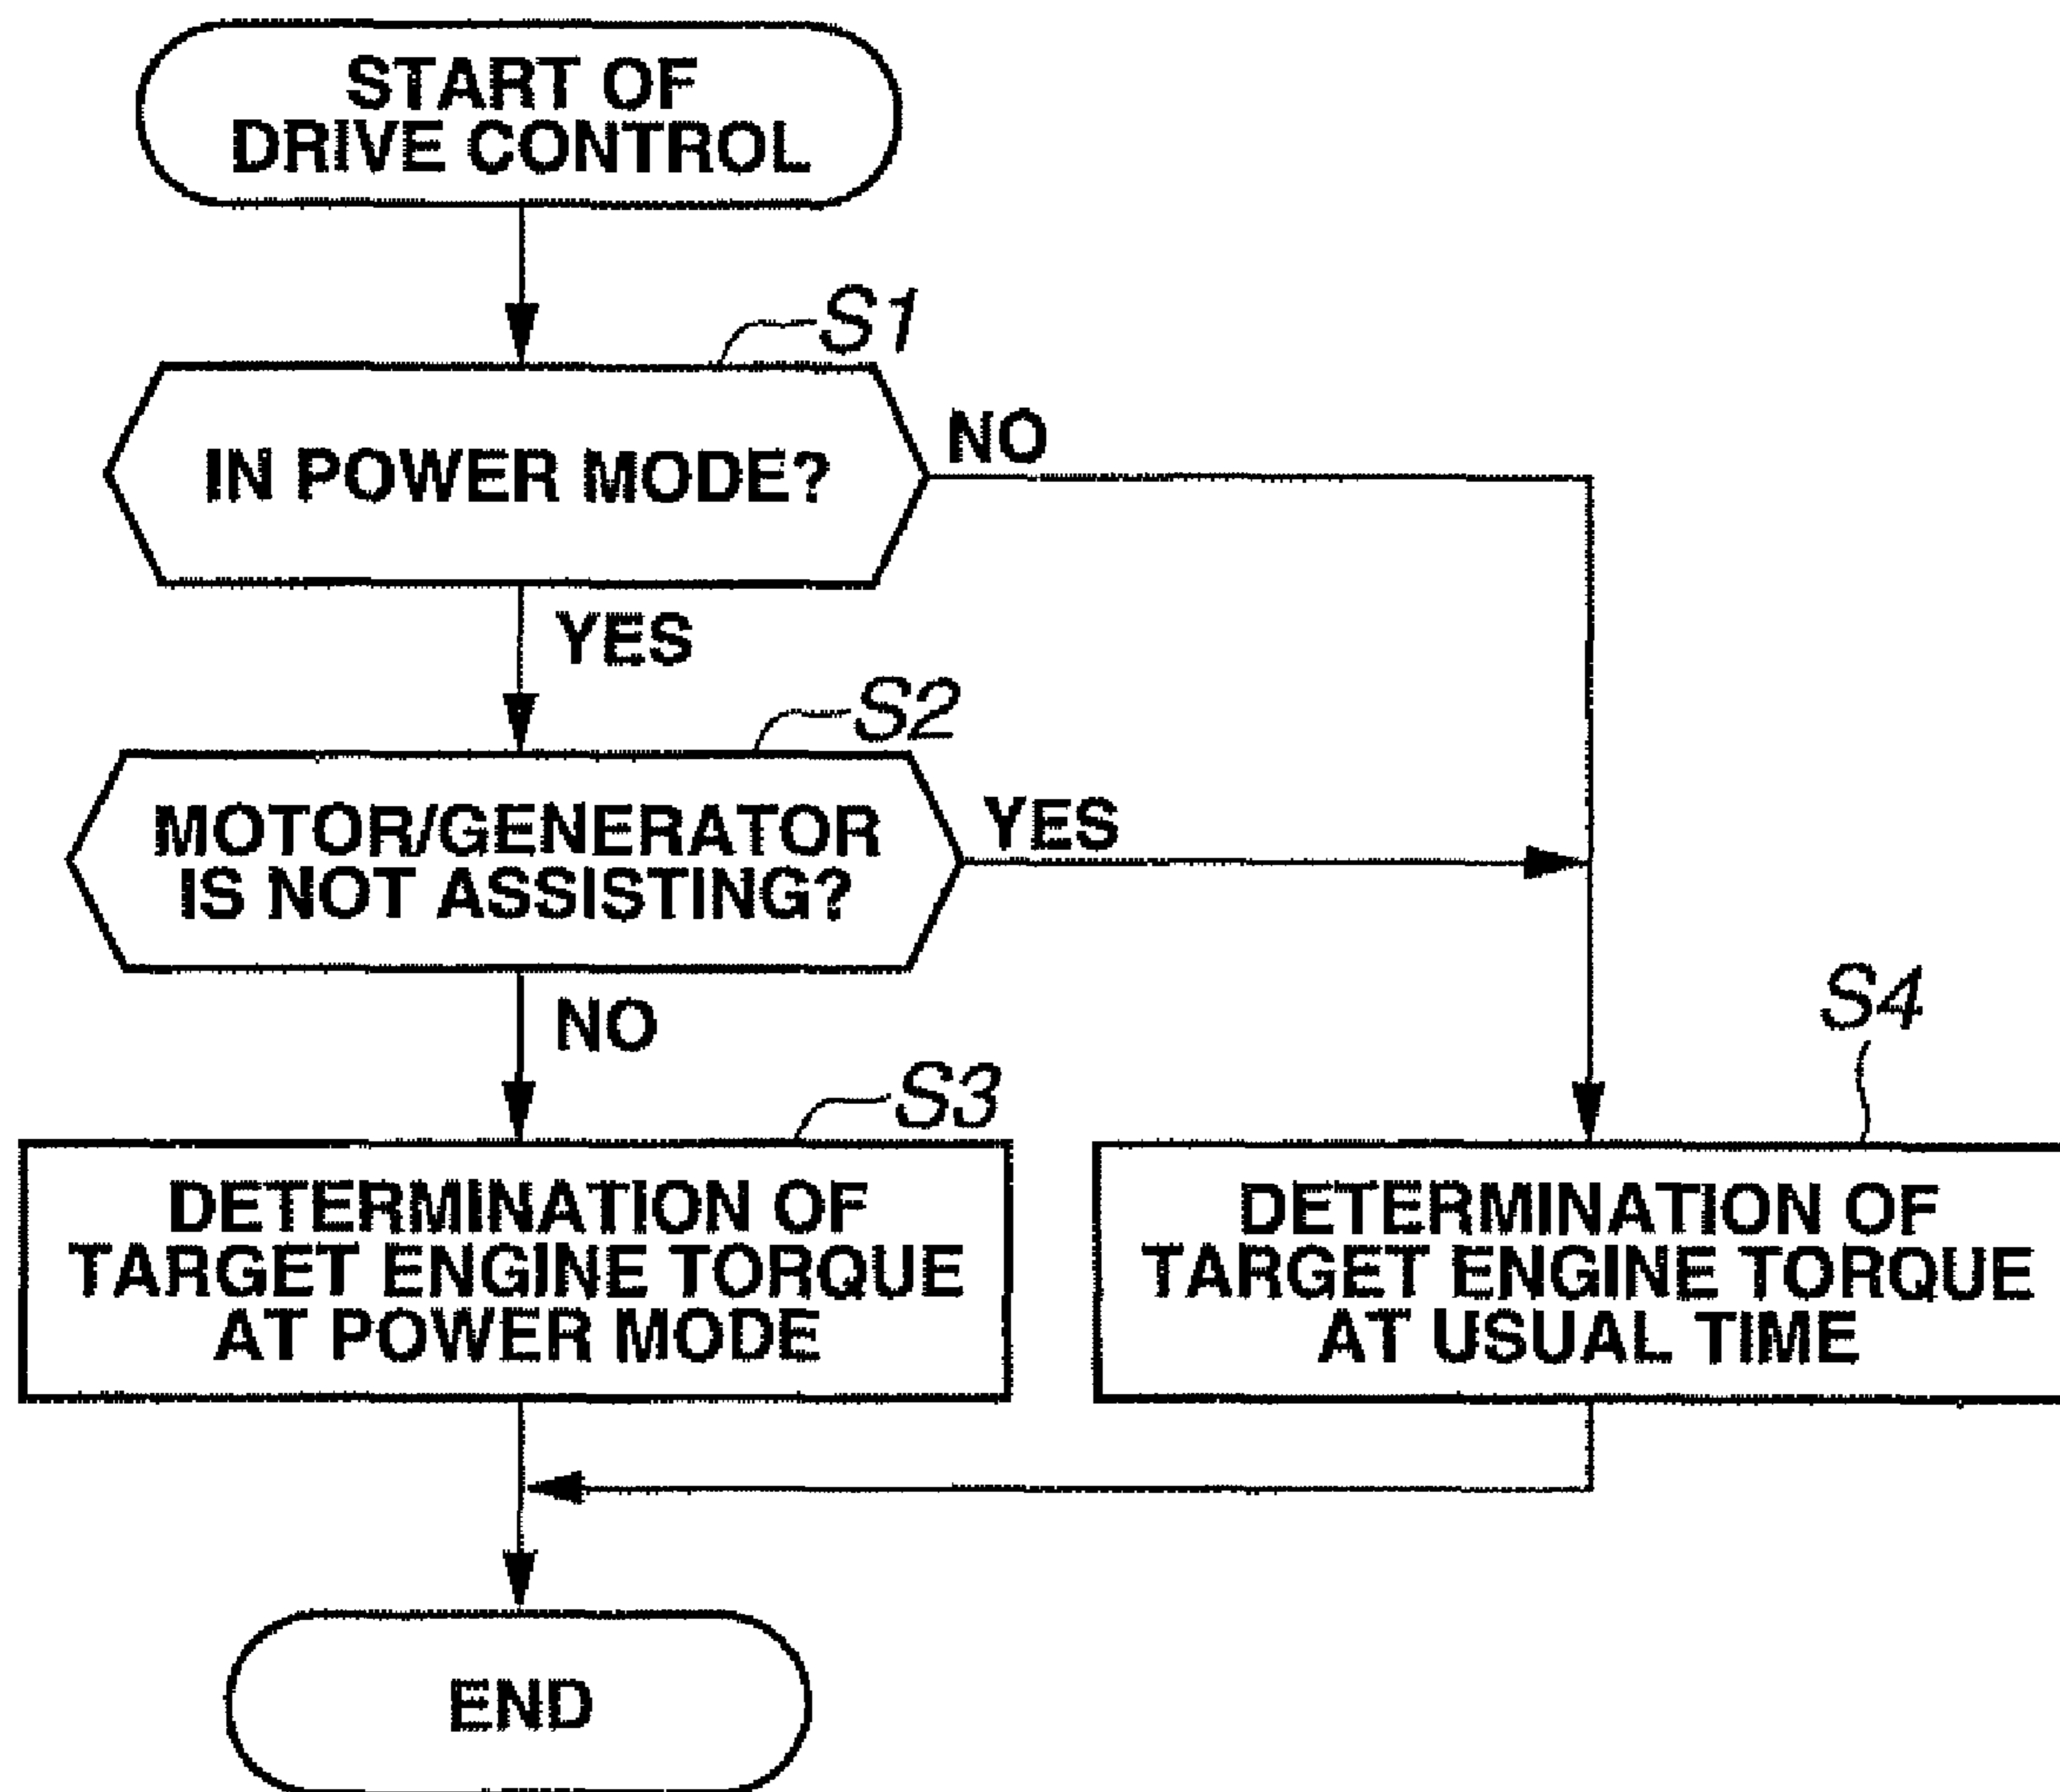 START OF
DRIVE CONTROL
S1
IN POWER MODE?
NO
YES
S2
MOTOR/GENERATOR
IS NOT ASSISTING?
YES
NO
S3
S4
DETERMINATION OF
TARGET ENGINE TORQUE
AT POWER MODE
DETERMINATION OF
TARGET ENGINE TORQUE
AT USUAL TIME
END